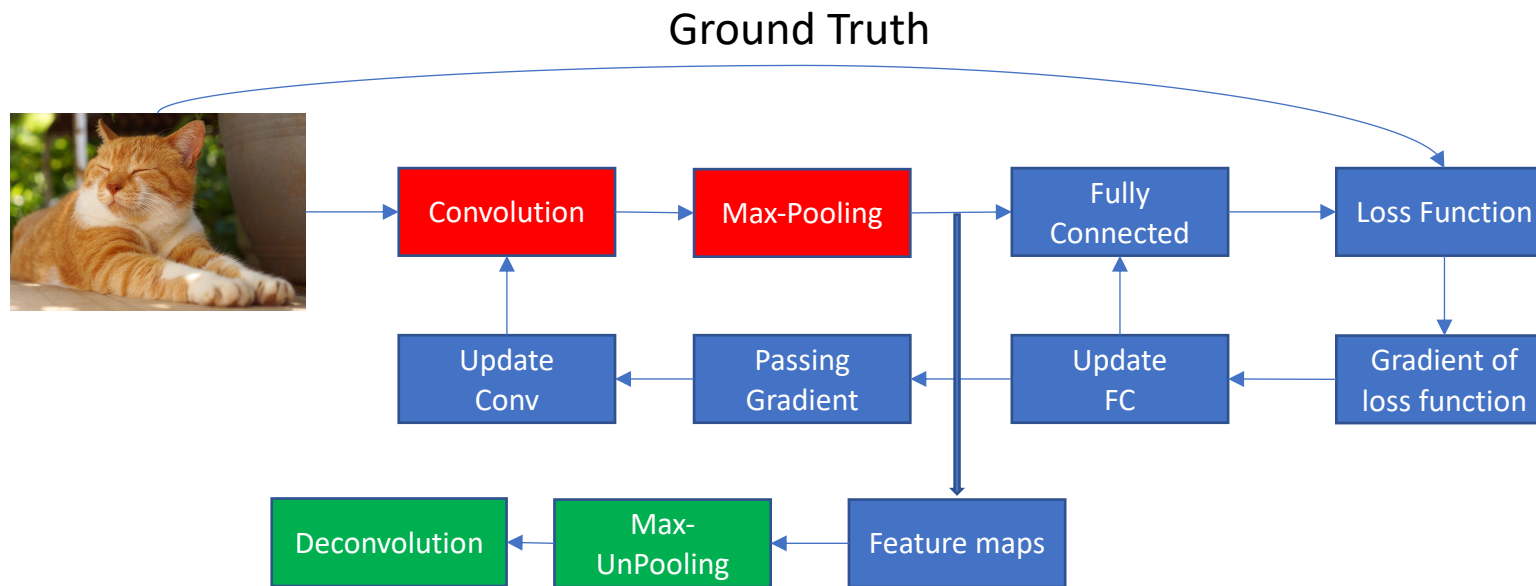 Ground Truth
Convolution
Max-Pooling
Fully
Connected
Loss Function
Update
Conv
Passing
Gradient
Update
FC
Gradient of
loss function
Deconvolution
Max-
UnPooling
Feature maps